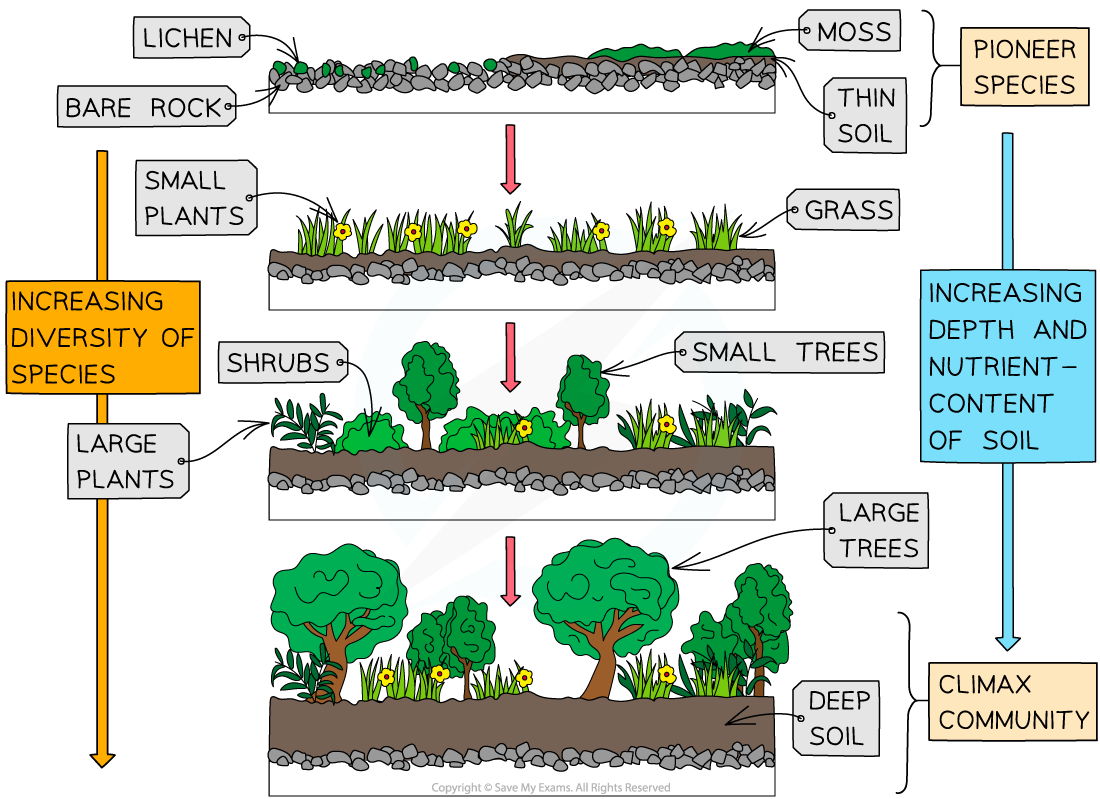 LICHEN
BARE ROCK
MOSS
THIN
SOIL
PIONEER
SPECIES
SMALL
PLANTS
GRASS
INCREASING
DIVERSITY OF
SPECIES
INCREASING
DEPTH AND
NUTRIENT-
CONTENT
OF SOIL
SHRUBS
SMALL TREES
LARGE
PLANTS
LARGE
TREES
DEEP
SOIL
CLIMAX
COMMUNITY
Copyright © Save My Exams. All Rights Reserved